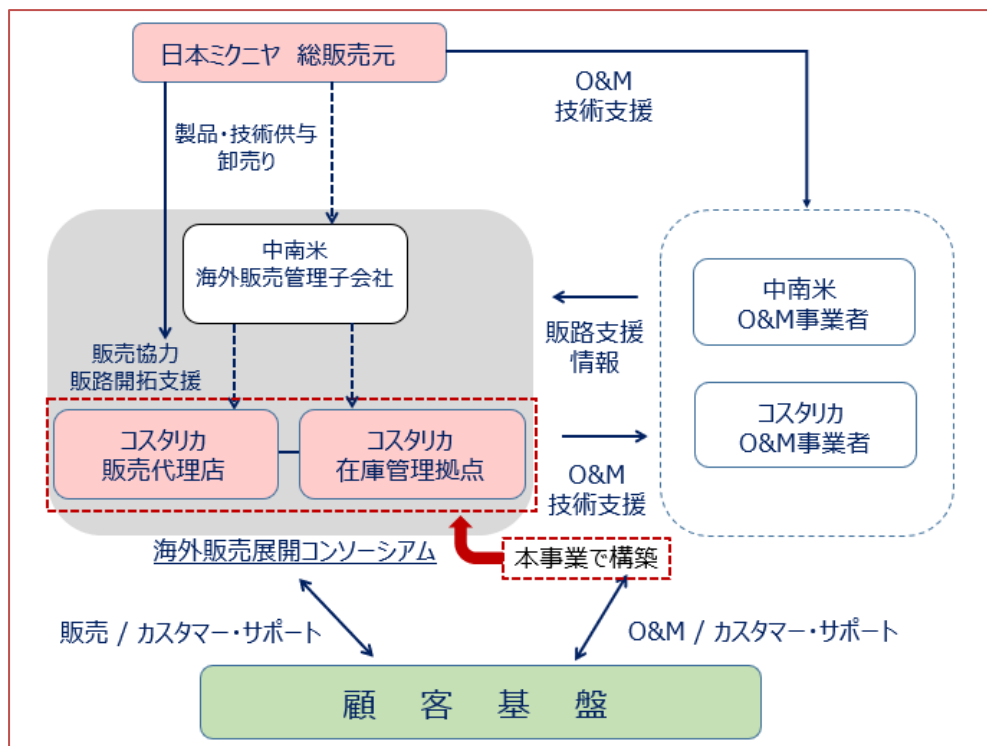 日本ミクニヤ 総販売元
O&M
技術支援
製品・技術供与
卸売り
中南米
海外販売管理子会社
販売協力
販路開拓支援
コスタリカ
販売代理店
コスタリカ
在庫管理拠点
販路支援
情報
中南米
O&M事業者
コスタリカ
O&M事業者
O&M
技術支援
海外販売展開コンソーシアム
本事業で構築
販売 / カスタマー・サポート
O&M / カスタマー・サポート
顧 客 基 盤